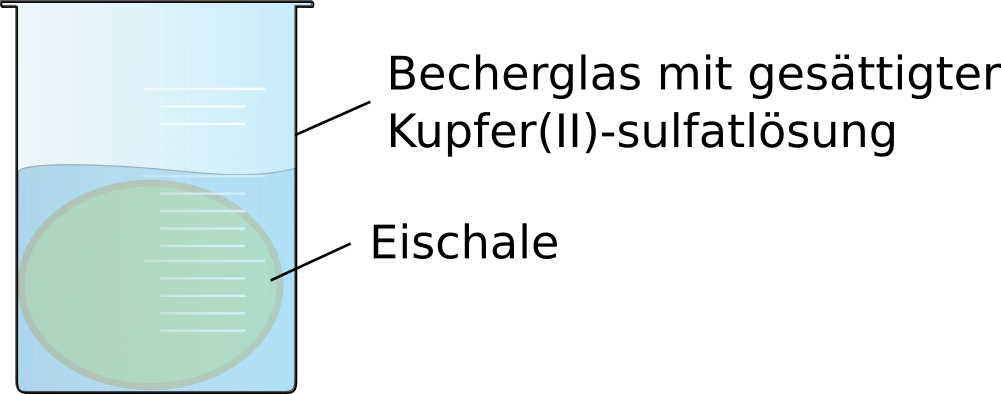 Becherglas mit gesättigter
Kupfer(II)-sulfatlösung
Eischale